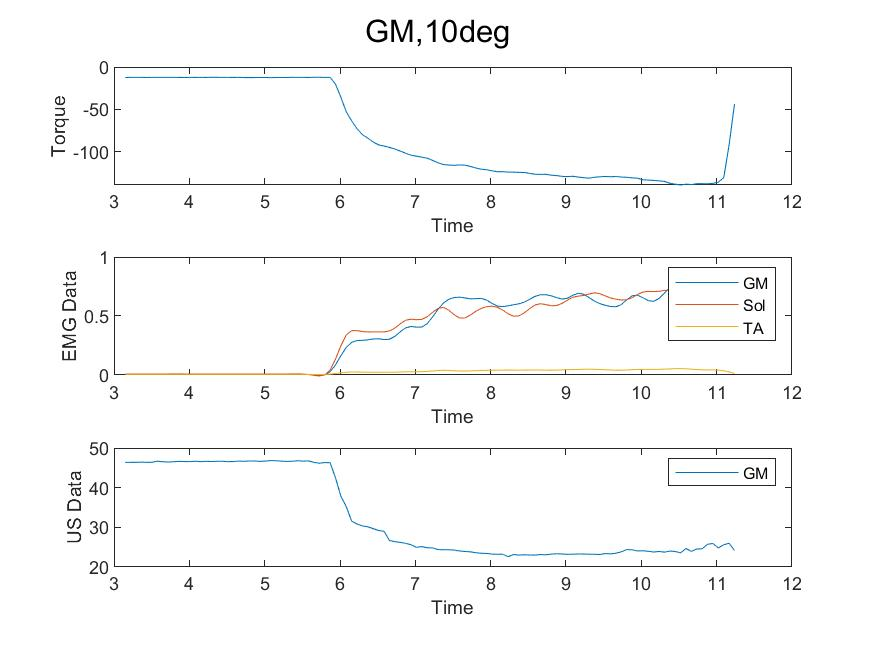 GM,10deg
0
-50
-100
Torque
3 4 5 6 7 8 9 10 11 12
Time
1
0.5
0
EMG Data
GM
Sol
TA
3 4 5 6 7 8 9 10 11 12
Time
50
40
30
20
US Data
GM
3 4 5 6 7 8 9 10 11 12
Time